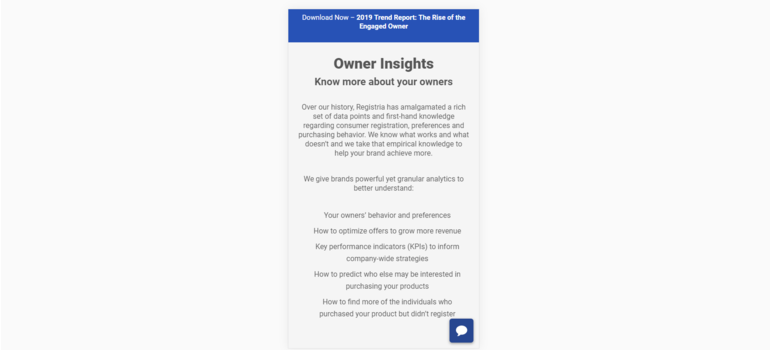 Download Now – 2019 Trend Report: The Rise of the
Engaged Owner
Owner Insights
Know more about your owners
Over our history, Registria has amalgamated a rich
set of data points and first-hand knowledge
regarding consumer registration, preferences and
purchasing behavior. We know what works and what
doesn't and we take that empirical knowledge to
help your brand achieve more.
We give brands powerful yet granular analytics to
better understand:
Your owners' behavior and preferences
How to optimize offers to grow more revenue
Key performance indicators (KPIs) to inform
company-wide strategies
How to predict who else may be interested in
purchasing your products
How to find more of the individuals who
purchased your product but didn't register